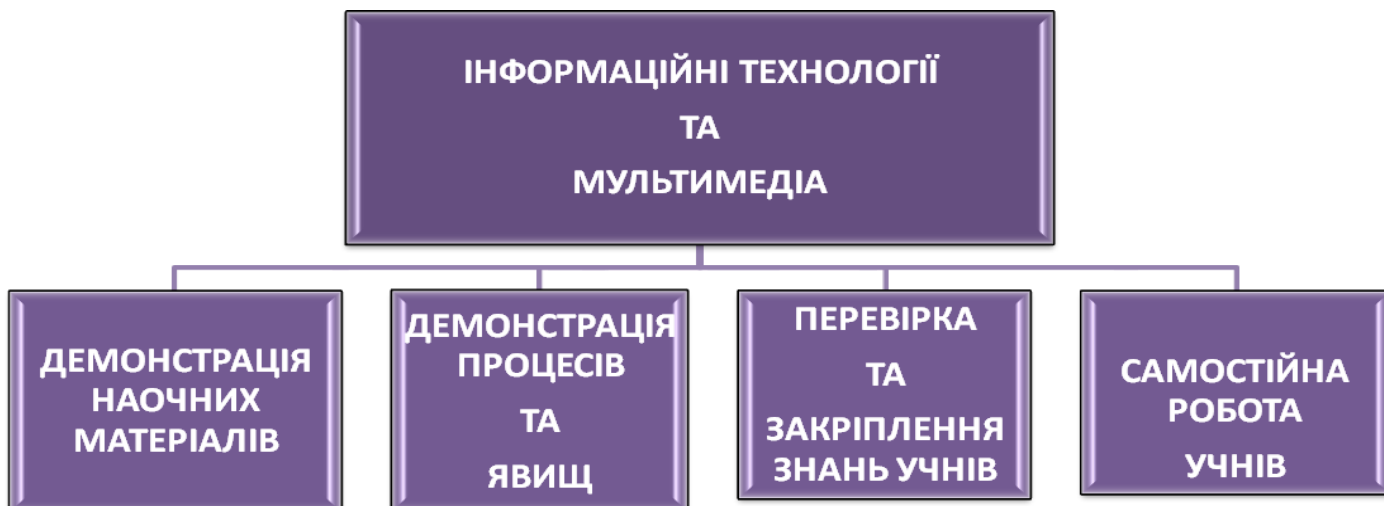 ІНФОРМАЦІЙНІ ТЕХНОЛОГІЇ
ТА
МУЛЬТИМЕДІА
ДЕМОНСТРАЦІЯ
НАОЧНИХ
МАТЕРІАЛІВ
ДЕМОНСТРАЦІЯ
ПРОЦЕСІВ
ТА
ЯВИЩ
ПЕРЕВІРКА
ТА
ЗАКРІПЛЕННЯ
ЗНАНЬ УЧНІВ
САМОСТІЙНА
РОБОТА
УЧНІВ